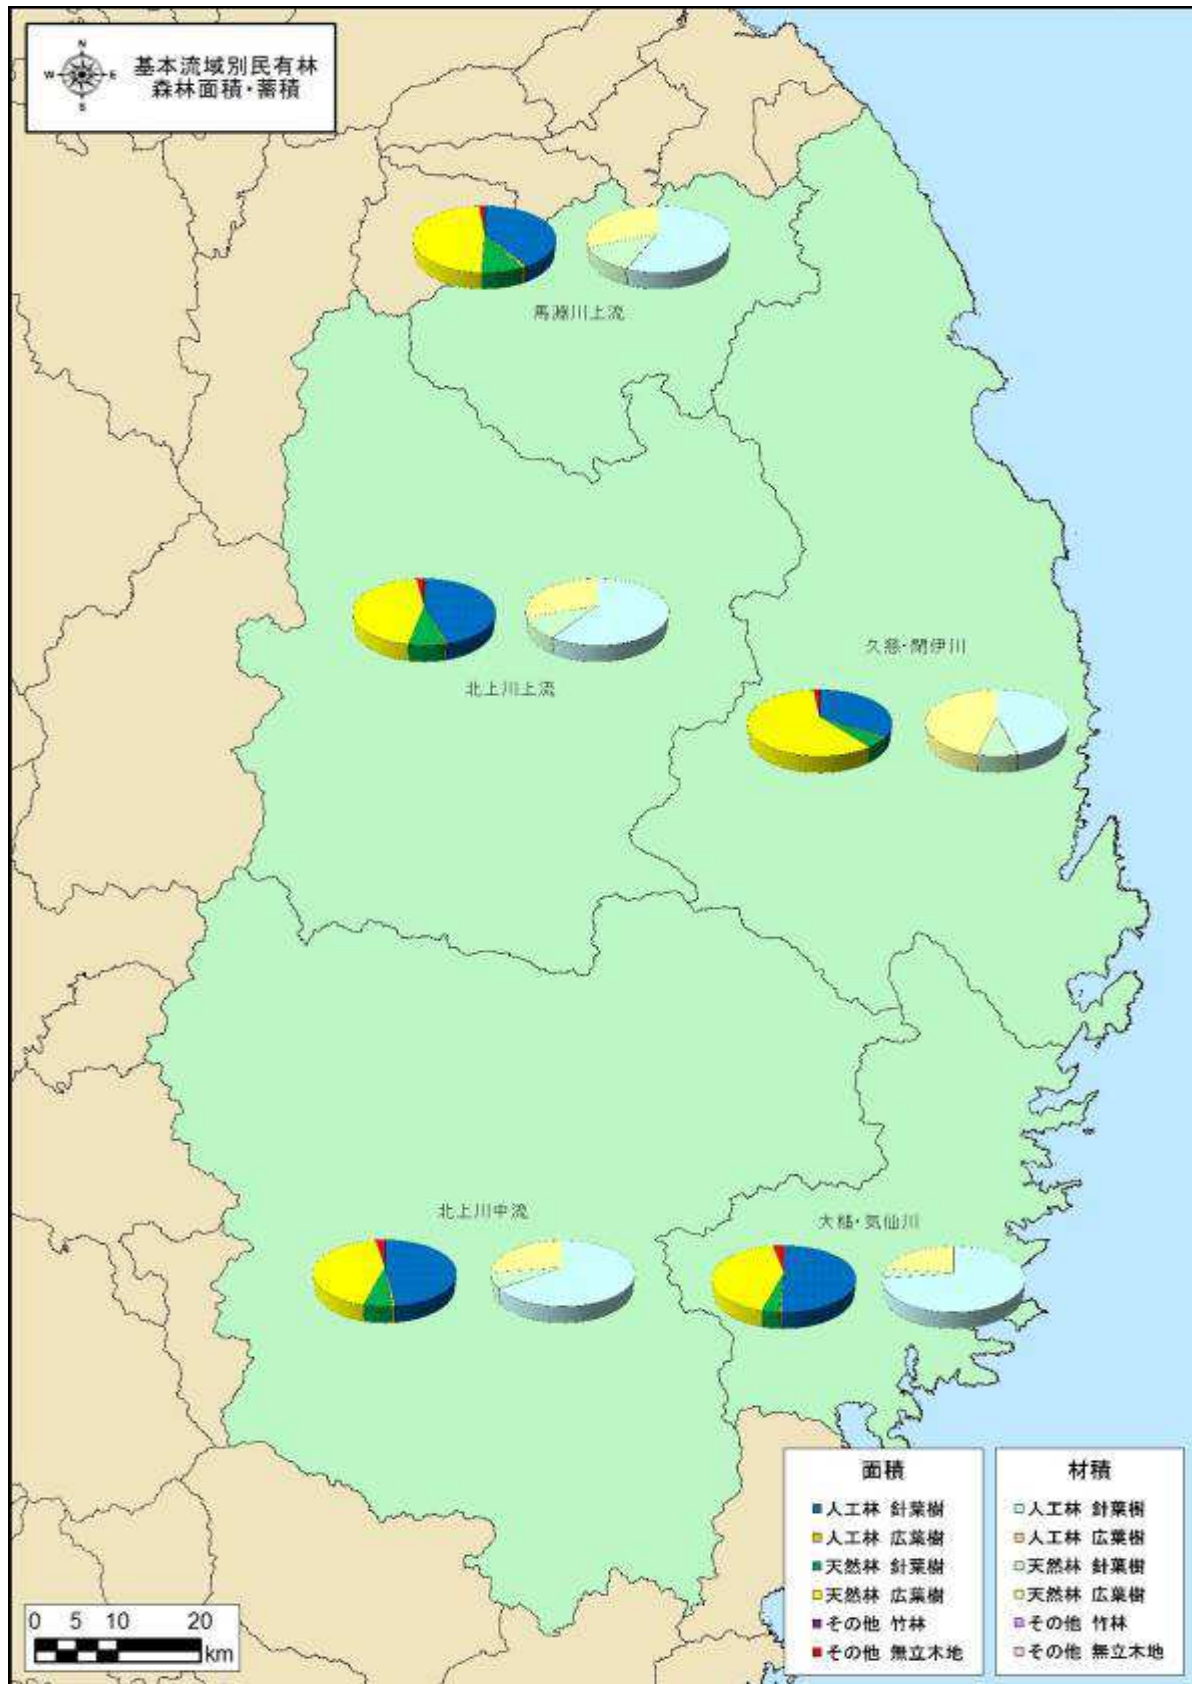 N
W E
S
基本流域別民有林
森林面積・蓄積
馬淵川上流
北上川上流
久慈・閉伊川
北上川中流
大槌・気仙川
面積
人工林 針葉樹
人工林 広葉樹
天然林 針葉樹
天然林 広葉樹
その他 竹林
その他 無立木地
材積
人工林 針葉樹
人工林 広葉樹
天然林 針葉樹
天然林 広葉樹
その他 竹林
その他 無立木地
0 5 10 20
km